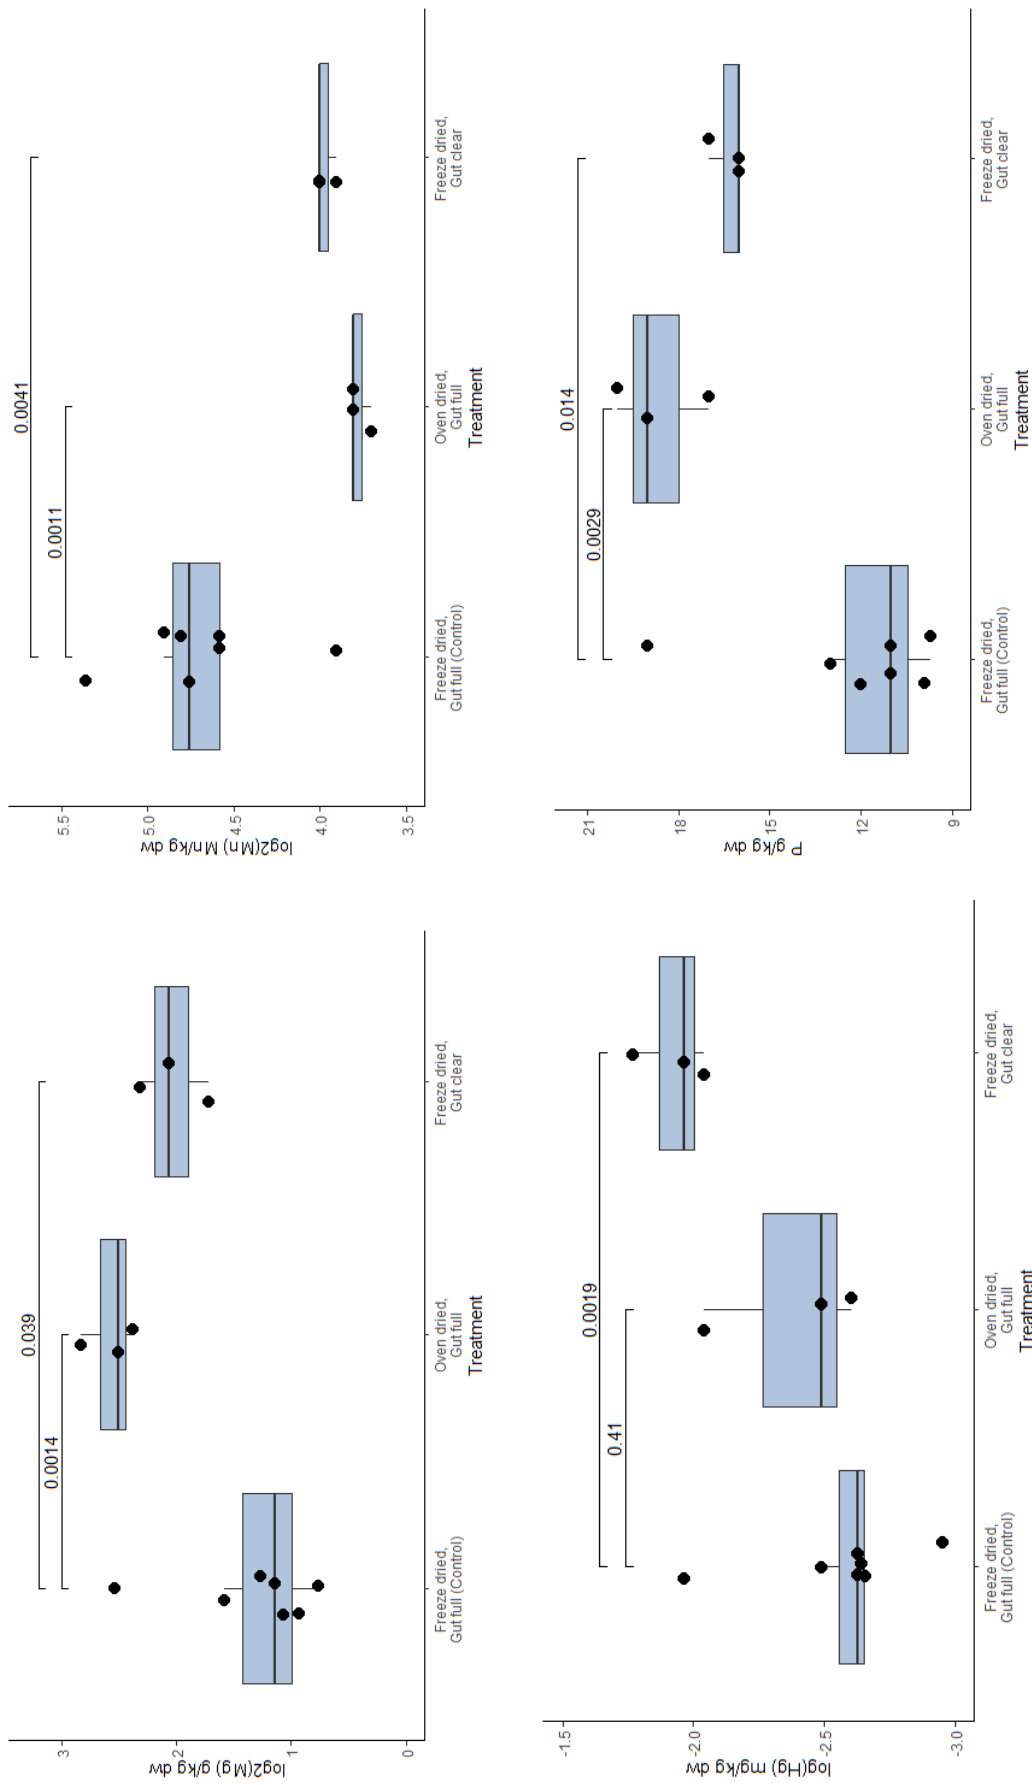 log2(Mg) g/kg dw
3
2
1
0
0.0014
0.039
Freeze dried,
Gut full (Control)
Oven dried,
Gut full
Freeze dried,
Gut clear
Treatment
log2(Mn) Mn/kg dw
5.5
5.0
4.5
4.0
3.5
0.0011
0.0041
Freeze dried,
Gut full (Control)
Oven dried,
Gut full
Freeze dried,
Gut clear
Treatment
log(Hg) mg/kg dw
-1.5
-2.0
-2.5
-3.0
0.41
0.0019
Freeze dried,
Gut full (Control)
Oven dried,
Gut full
Freeze dried,
Gut clear
Treatment
P g/kg dw
21
18
15
12
9
0.0029
0.014
Freeze dried,
Gut full (Control)
Oven dried,
Gut full
Freeze dried,
Gut clear
Treatment